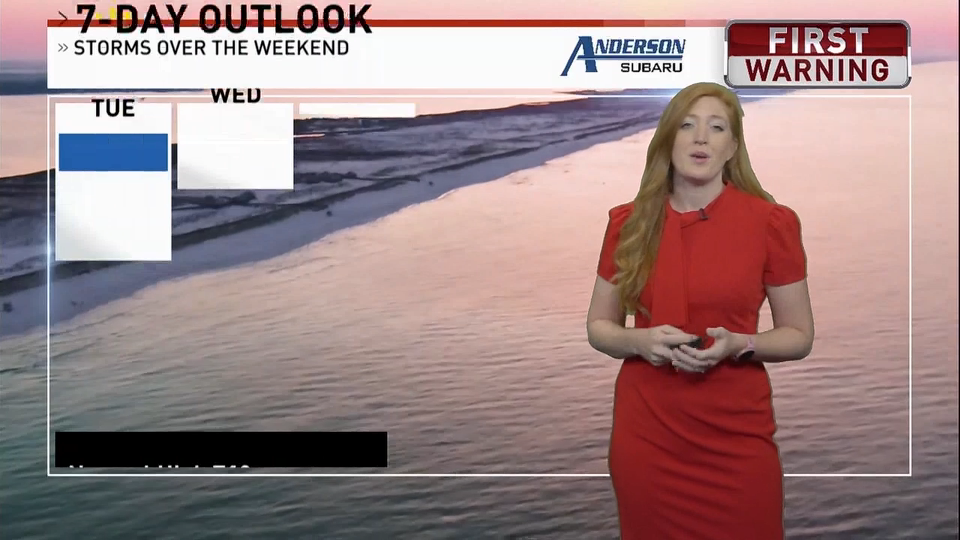 > 7-DAY OUTLOOK
» STORMS OVER THE WEEKEND
ANDERSON
SUBARU
FIRST
WARNING
TUE
WED